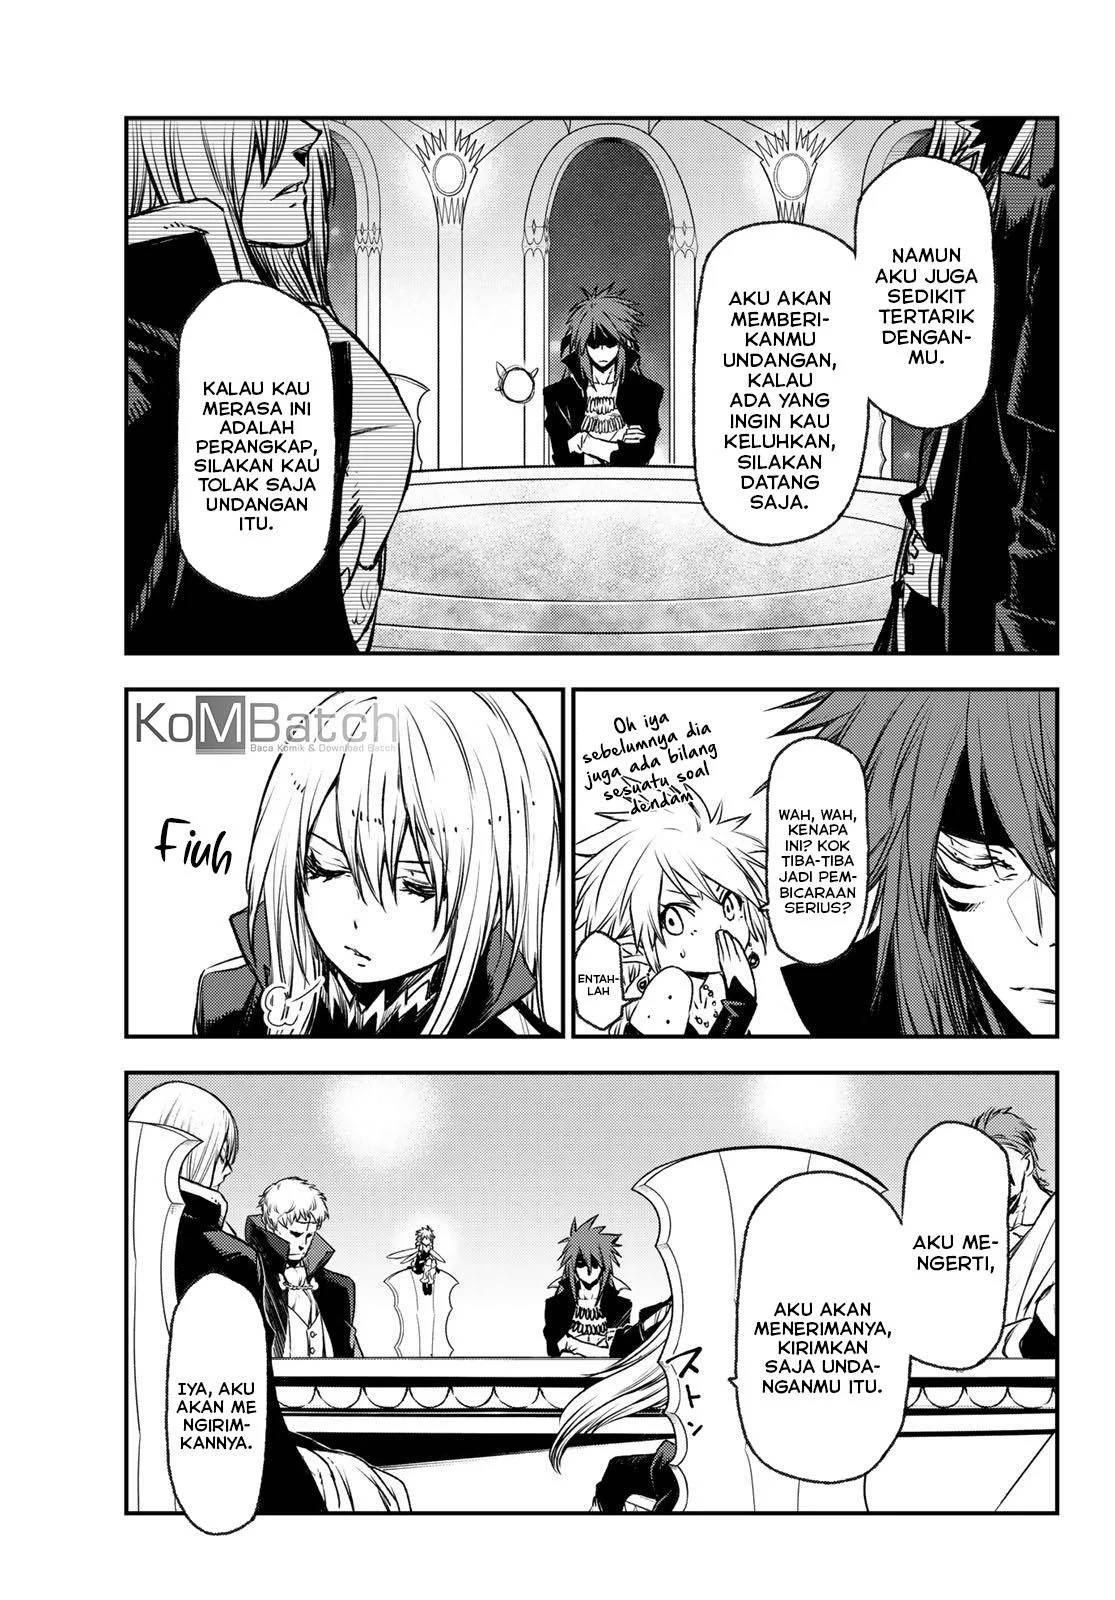 NAMUN
AKU JUGA
SEDIKIT
TERTARIK
DENGAN-
MU.
AKU AKAN
MEMBERI-
KANMU
UNDANGAN,
KALAU
ADA YANG
INGIN KAU
KELUHKAN,
SILAKAN
DATANG
SAJA.
KALAU KAU
MERASA INI
ADALAH
PERANGKAP,
SILAKAN KAU
TOLAK SAJA
UNDANGAN
ITU.
WAH, WAH,
KENAPA
INI? KOK
TIBA-TIBA
JADI PEM-
BICARAAN
SERIUS?
Oh iya
sebelumnya dia
juga ada bilang
sesuatu soal
dendam
ENTAH-
LAH
KoMBatch
Baca Komik & Download Batch
Fiuh
AKU ME-
NGERTI,
AKU AKAN
MENERIMANYA,
KIRIMKAN
SAJA UNDA-
NGANMU ITU.
ストン
IYA, AKU
AKAN ME
NGIRIM-
KANNYA.